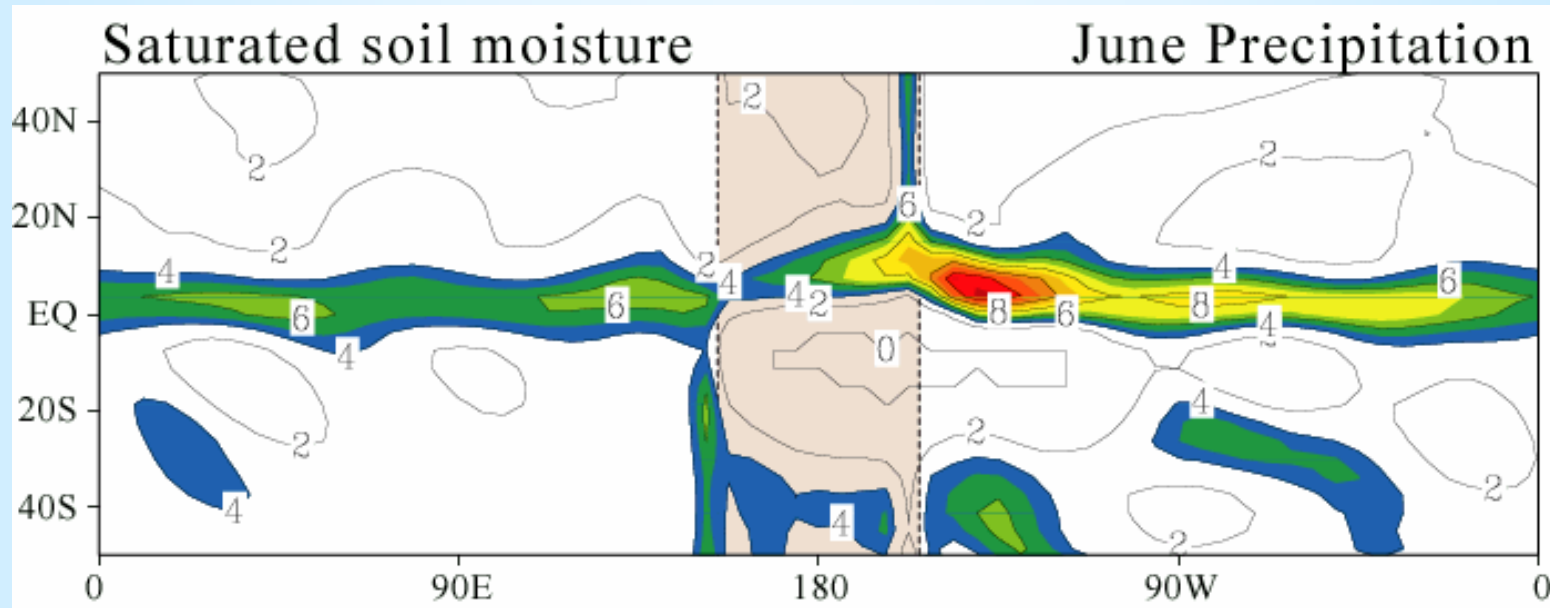 Saturated soil moisture June Precipitation
2
40N
2 2
20N 6 2
2 2
4 4 4 6
EQ 6 6 4 2 8 6 8 4
4 0
20S 4
2 2 2
40S 4 4 2
2
0 90E 180 90W 0